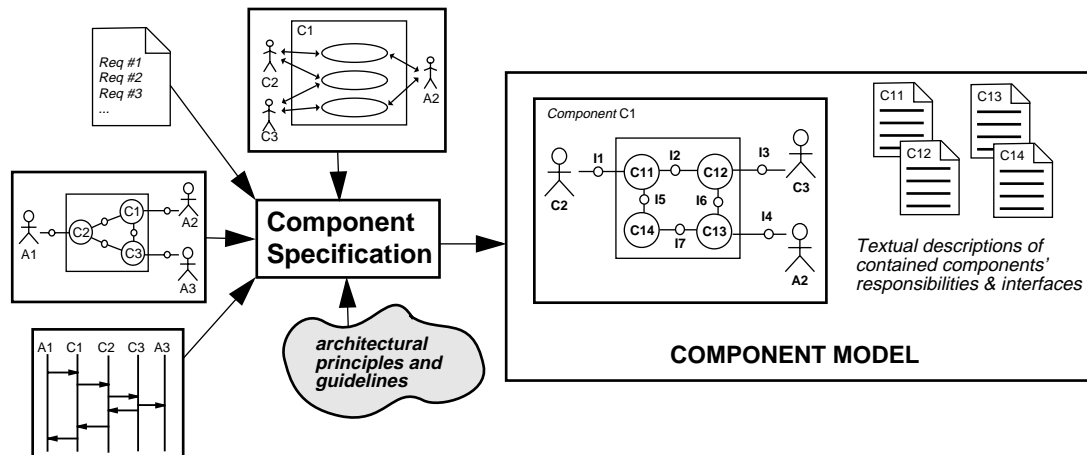 Req #1
Req #2
Req #3
...
C1
C2
C3
A2
A1
C2
C1
C3
A2
A3
A1 C1 C2 C3 A3
Component
Specification
architectural
principles and
guidelines
Component C1
C2
I1
C11
I2
C12
I3
C3
I5
I6
C14
I7
C13
I4
A2
C11
C13
C12
C14
Textual descriptions of
contained components'
responsibilities & interfaces
COMPONENT MODEL